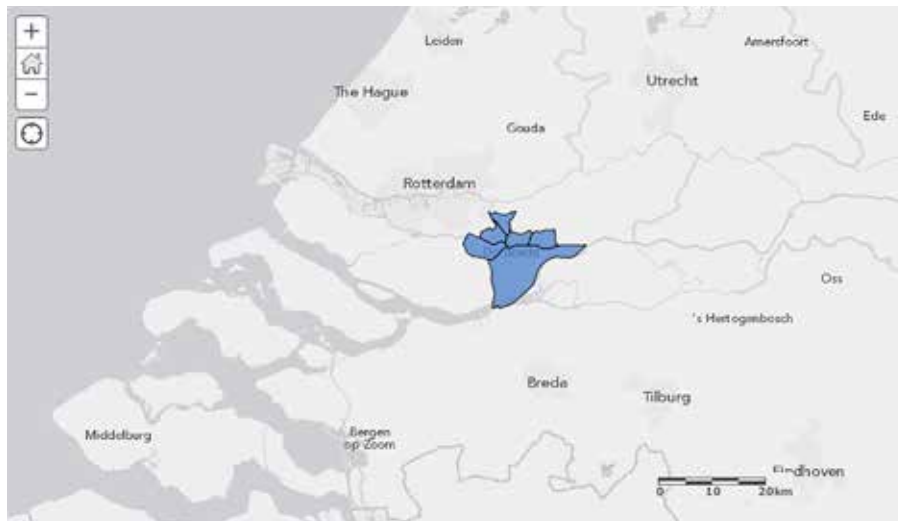 +
Leiden
Amersfoort
−
The Hague
Utrecht
Gouda
Ede
Rotterdam
Oss
's Hertogenbosch
Breda
Tilburg
Middelburg
Bergen
op Zoom
Eindhoven
0 10 20km